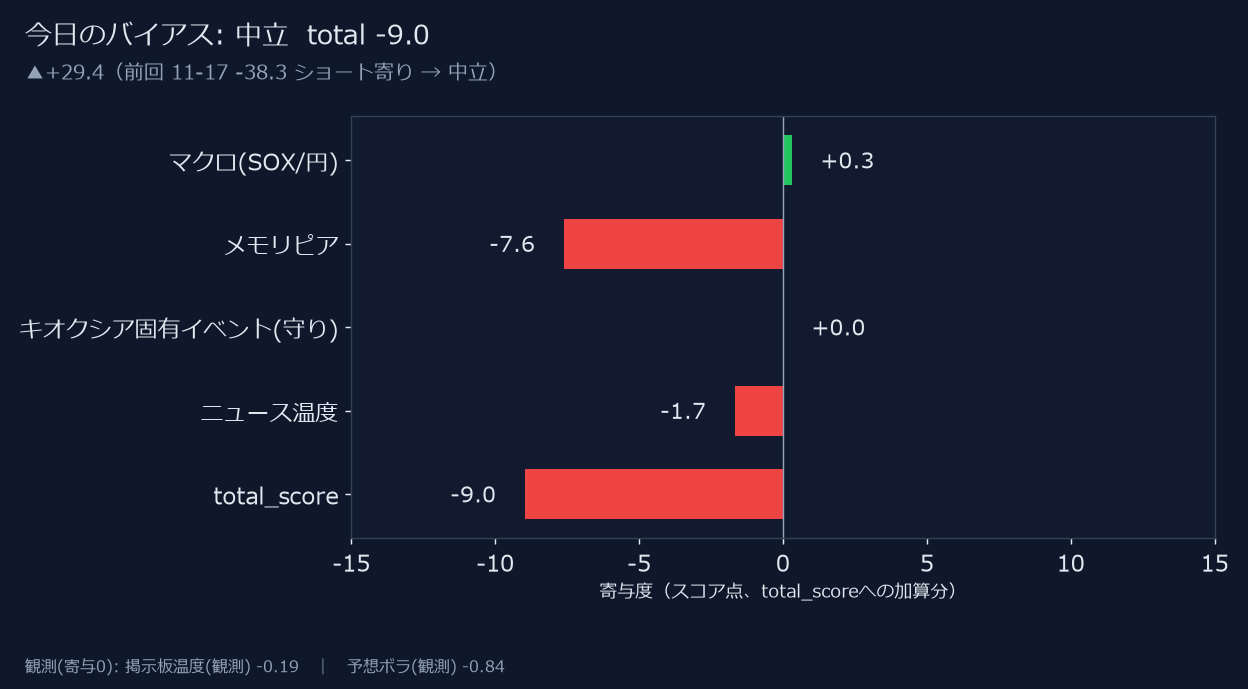 今日のバイアス: 中立 total -9.0
▲+29.4（前回 11-17 -38.3 ショート寄り → 中立）
マクロ(SOX/円)
+0.3
メモリピア
-7.6
キオクシア固有イベント(守り)
+0.0
ニュース温度
-1.7
total_score
-9.0
-15 -10 -5 0 5 10 15
寄与度（スコア点、total_scoreへの加算分）
観測(寄与0): 掲示板温度(観測) -0.19 ｜ 予想ボラ(観測) -0.84